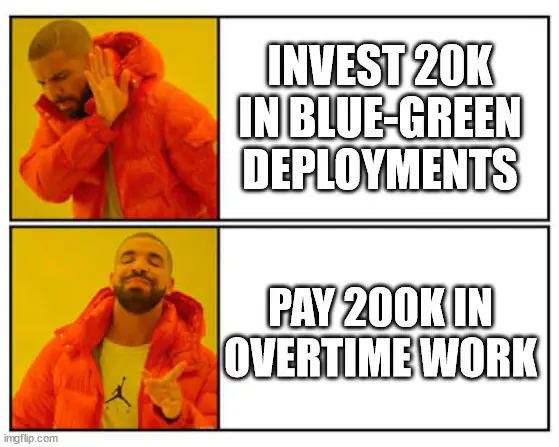 INVEST 20K
IN BLUE-GREEN
DEPLOYMENTS
PAY 200K IN
OVERTIME WORK
imgflip.com